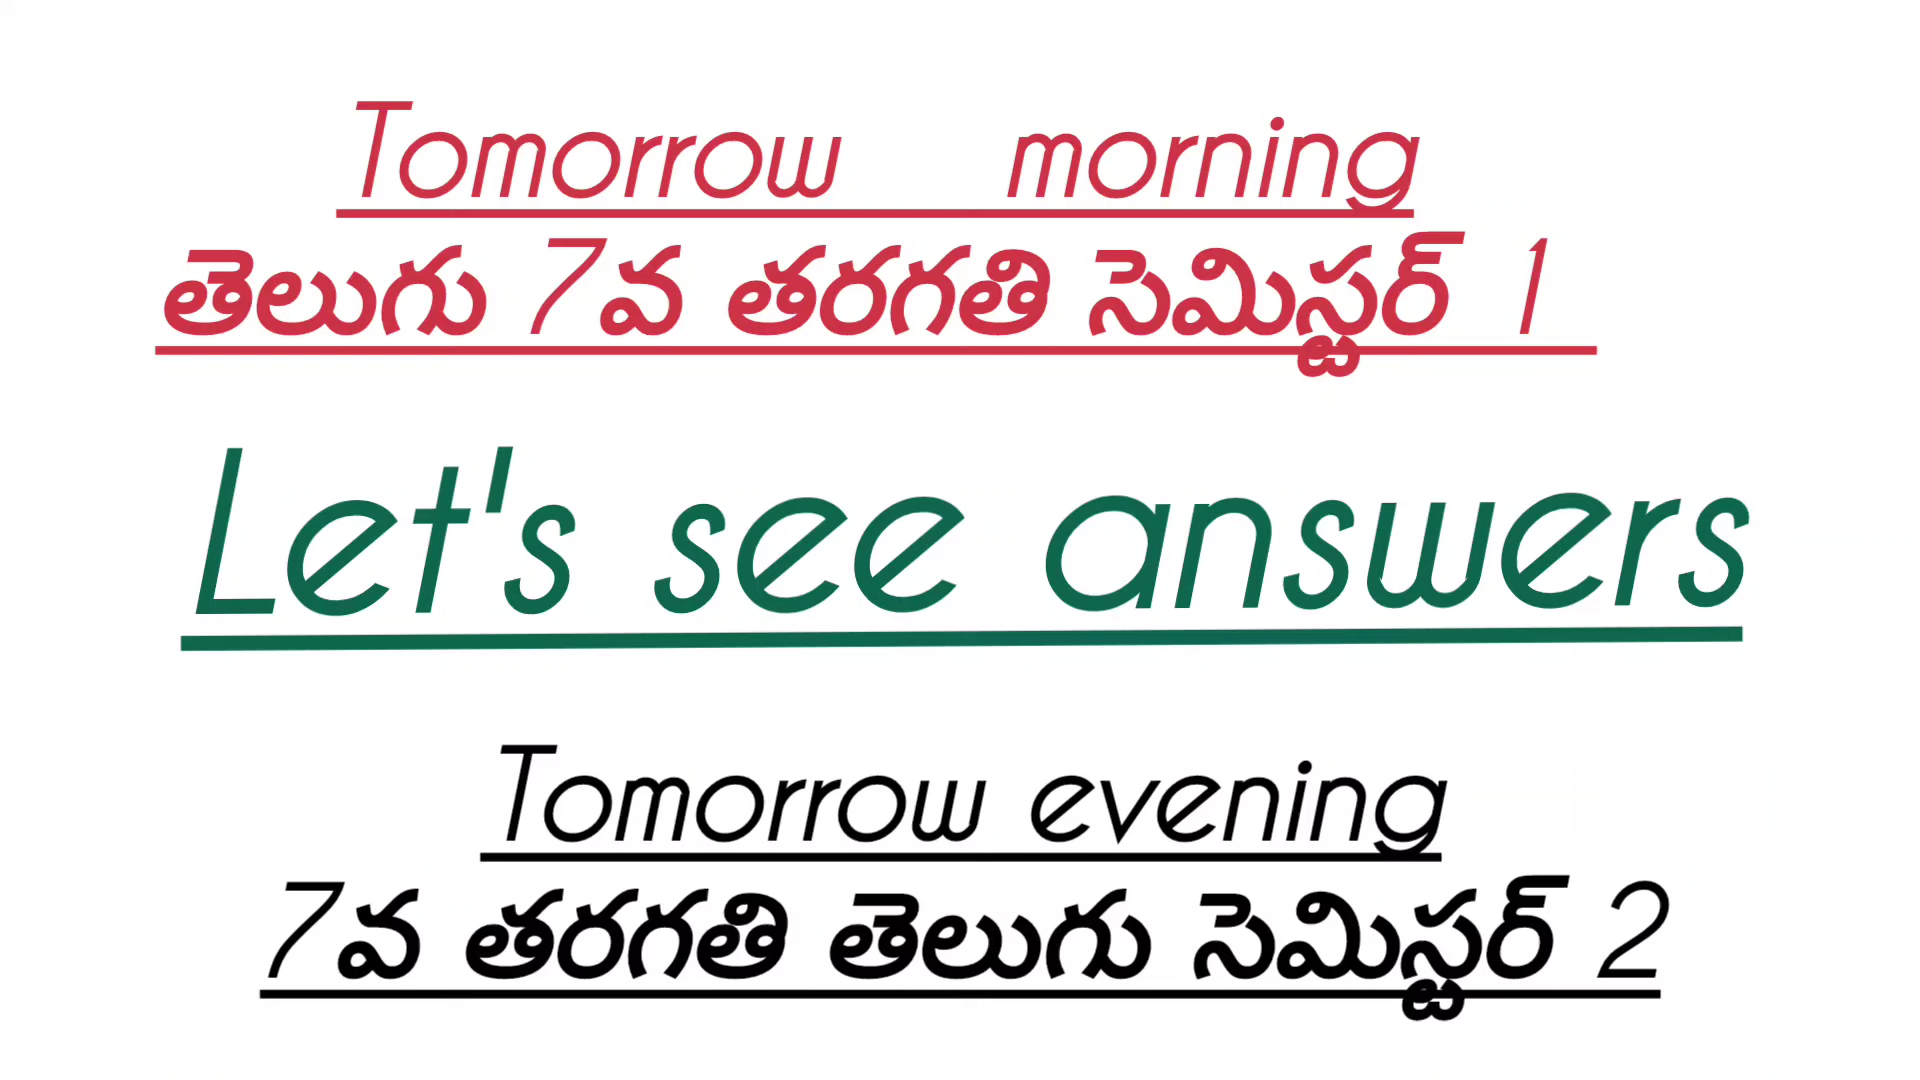 Tomorrow morning
తెలుగు 7వ తరగతి సెమిస్టర్ 1
Let's see answers
Tomorrow evening
7వ తరగతి తెలుగు సెమిస్టర్ 2